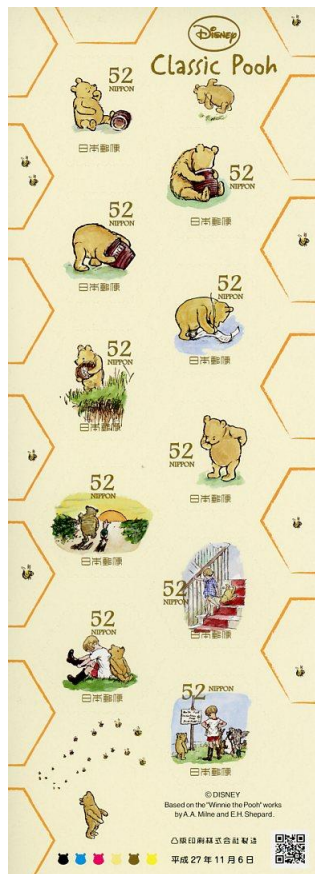 Disney
Classic Pooh
52
NIPPON
日本郵便
52
NIPPON
日本郵便
52
NIPPON
日本郵便
52
NIPPON
日本郵便
52
NIPPON
日本郵便
52
NIPPON
日本郵便
52
NIPPON
日本郵便
52
NIPPON
日本郵便
52
NIPPON
日本郵便
52 NIPPON
日本郵便
© DISNEY
Based on the "Winnie the Pooh" works
by A.A. Milne and E.H. Shepard.
凸版印刷株式会社製造
平成27年11月6日